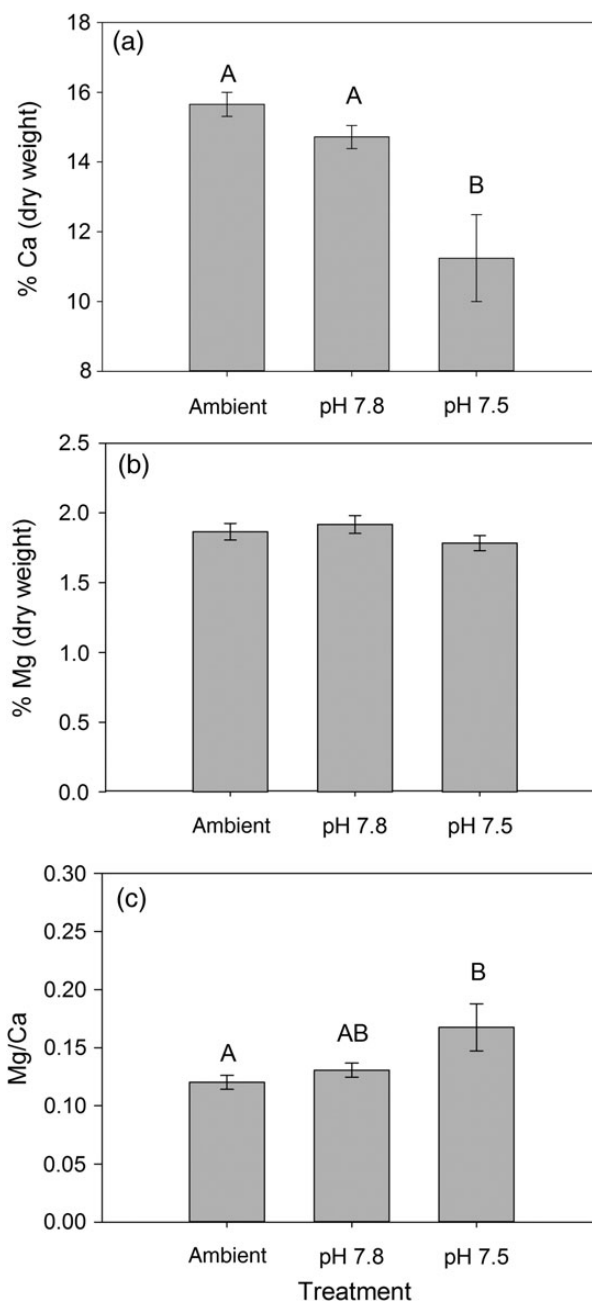 (a)
A
A
B
16
14
12
10
8
% Ca (dry weight)
Ambient pH 7.8 pH 7.5
(b)
2.5
2.0
1.5
1.0
0.5
0.0
% Mg (dry weight)
Ambient pH 7.8 pH 7.5
(c)
A
AB
B
0.30
0.25
0.20
0.15
0.10
0.05
0.00
Mg/Ca
Ambient pH 7.8 pH 7.5
Treatment